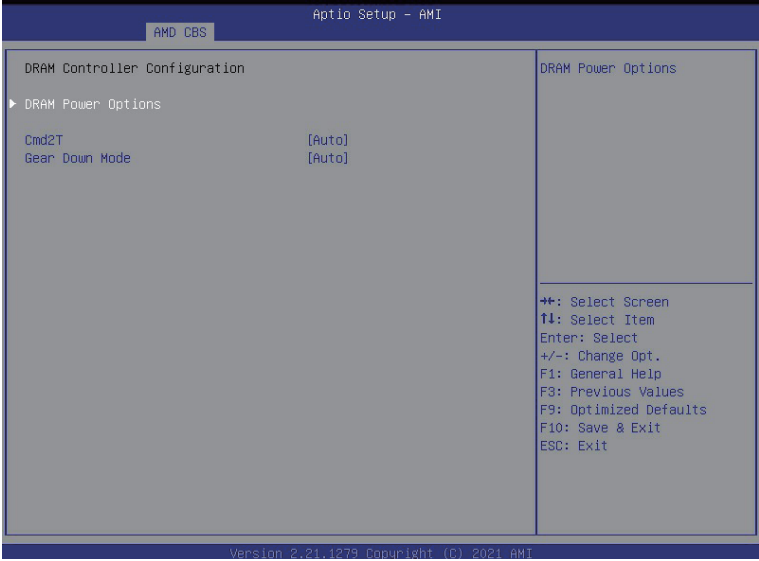 Aptio Setup – AMI
AMD CBS
DRAM Controller Configuration
DRAM Power Options
Cmd2T [Auto]
Gear Down Mode [Auto]
DRAM Power Options
→←: Select Screen
↑↓: Select Item
Enter: Select
+/-: Change Opt.
F1: General Help
F3: Previous Values
F9: Optimized Defaults
F10: Save & Exit
ESC: Exit
Version 2.21.1279 Copyright (C) 2021 AMI